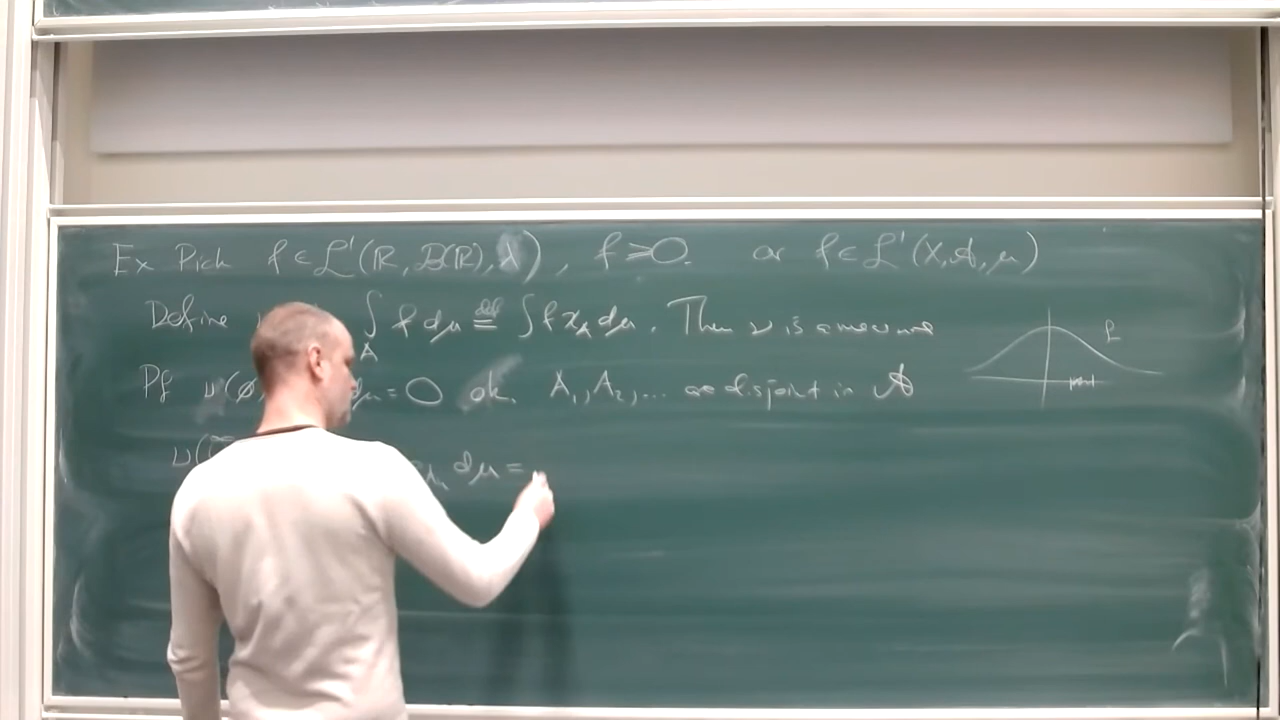 Ex Pick f ∈ ℒ¹(ℝ, ℬ(ℝ), λ), f ≥ 0. or f ∈ ℒ¹(X, 𝒜, μ)
Define ∫_A f dμ ≝ ∫ f χ_A dμ. Then ν is a measure
f
Pf ν(∅ dμ = 0 ok. A₁, A₂, ... are disjoint in 𝒜
ν( dμ =